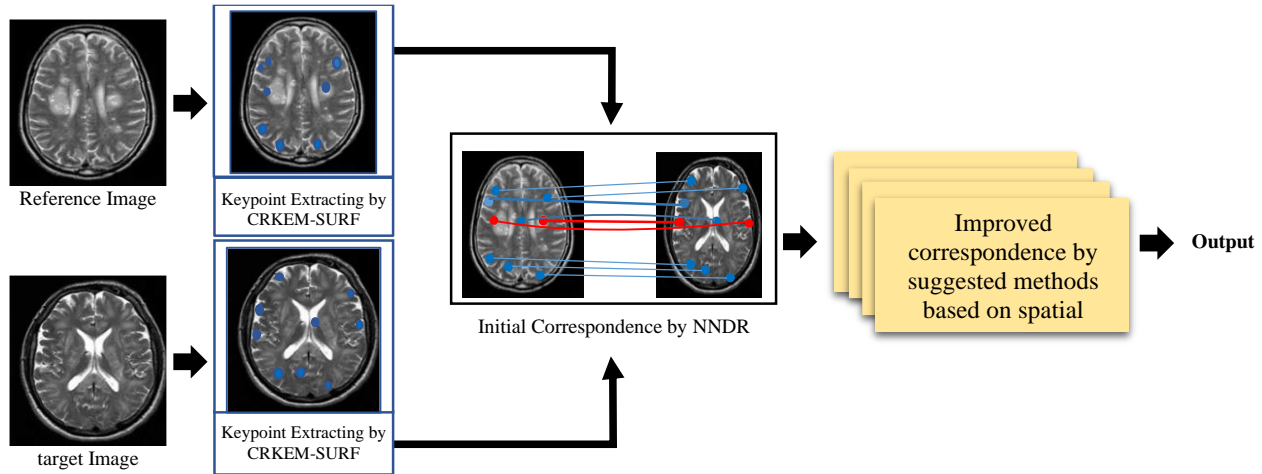 Reference Image
Keypoint Extracting by
CRKEM-SURF
target Image
Keypoint Extracting by
CRKEM-SURF
Initial Correspondence by NNDR
Improved
correspondence by
suggested methods
based on spatial
Output